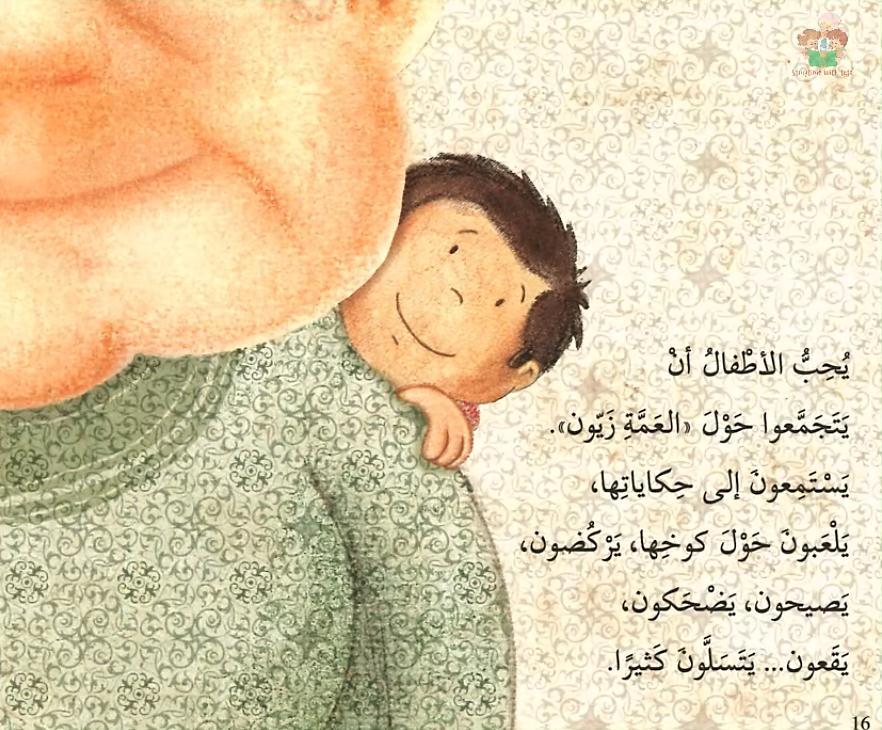 يُحِبُّ الأطْفالُ أنْ
يَتَجَمَّعوا حَوْلَ «العَمَّةِ زَيّون».
يَسْتَمِعونَ إلى حِكاياتِها،
يَلْعَبونَ حَوْلَ كوخِها، يَرْكُضون،
يَصيحون، يَضْحَكون،
يَقَعون... يَتَسَلَّونَ كَثيرًا.
16